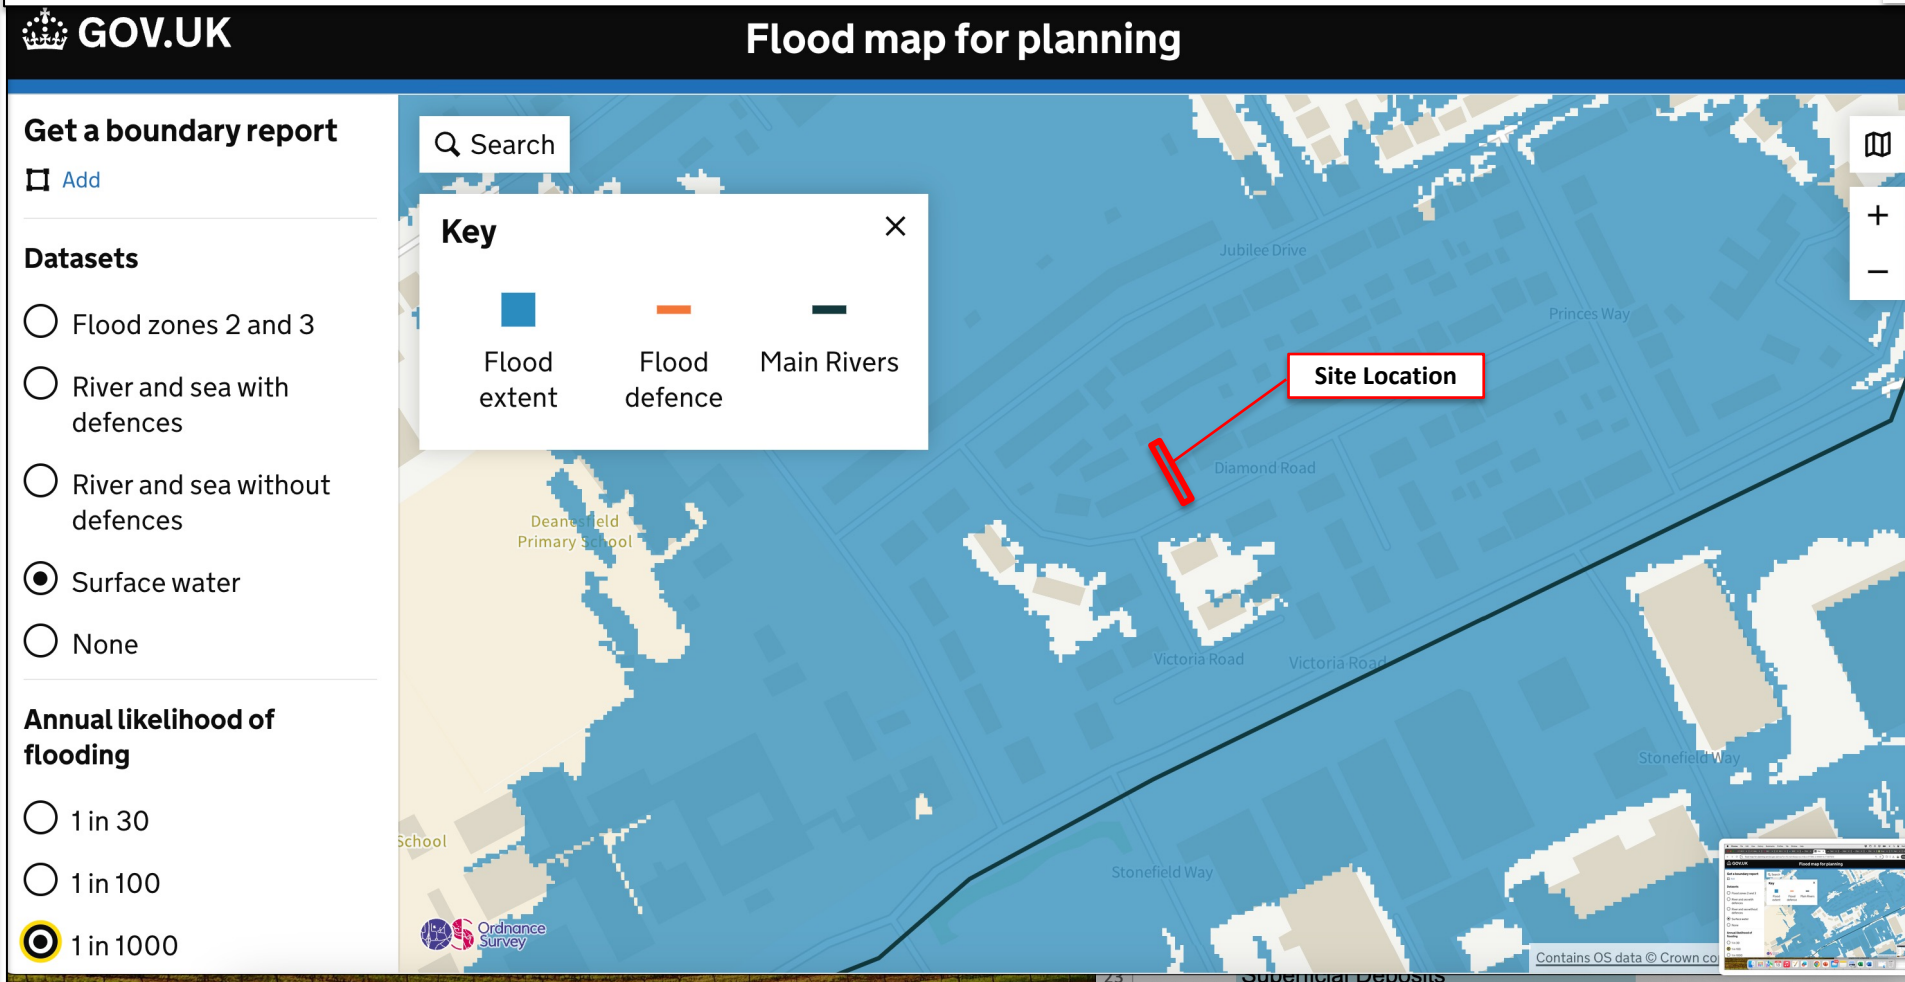 GOV.UK
Flood map for planning
Get a boundary report
Add
Datasets
Flood zones 2 and 3
River and sea with
defences
River and sea without
defences
Surface water
None
Annual likelihood of
flooding
1 in 30
1 in 100
1 in 1000
Search
Key
Flood
extent
Flood
defence
Main Rivers
Jubilee Drive
Princes Way
Site Location
Diamond Road
Deanesfield
Primary School
Victoria Road
Victoria Road
Stonefield Way
School
Stonefield Way
Ordnance
Survey
Contains OS data © Crown
23
Superficial Deposits